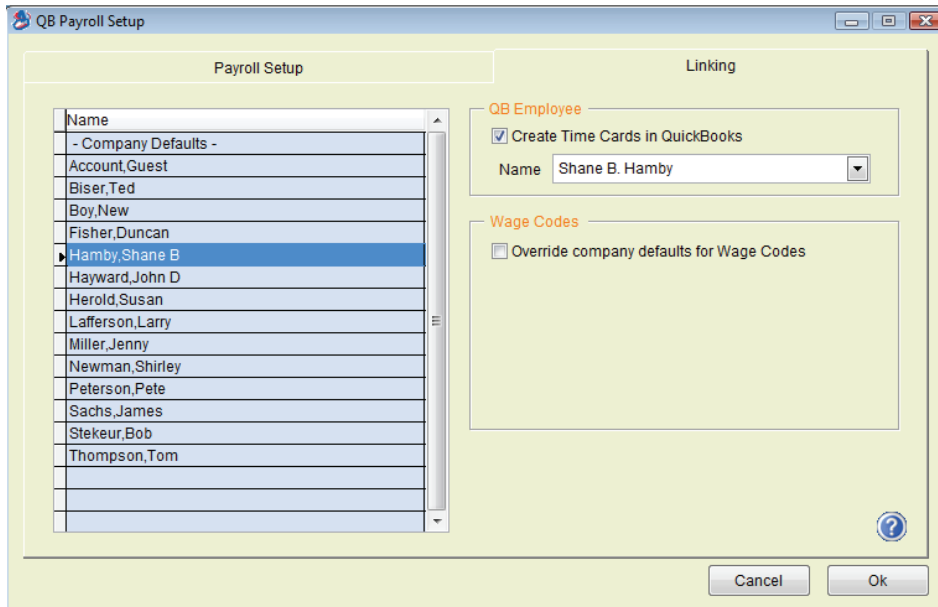 QB Payroll Setup
Payroll Setup
Linking
Name
- Company Defaults -
Account,Guest
Biser,Ted
Boy,New
Fisher,Duncan
Hamby,Shane B
Hayward,John D
Herold,Susan
Lafferson,Larry
Miller,Jenny
Newman,Shirley
Peterson,Pete
Sachs,James
Stekeur,Bob
Thompson,Tom
QB Employee
Create Time Cards in QuickBooks
Name Shane B. Hamby
Wage Codes
Override company defaults for Wage Codes
?
Cancel Ok